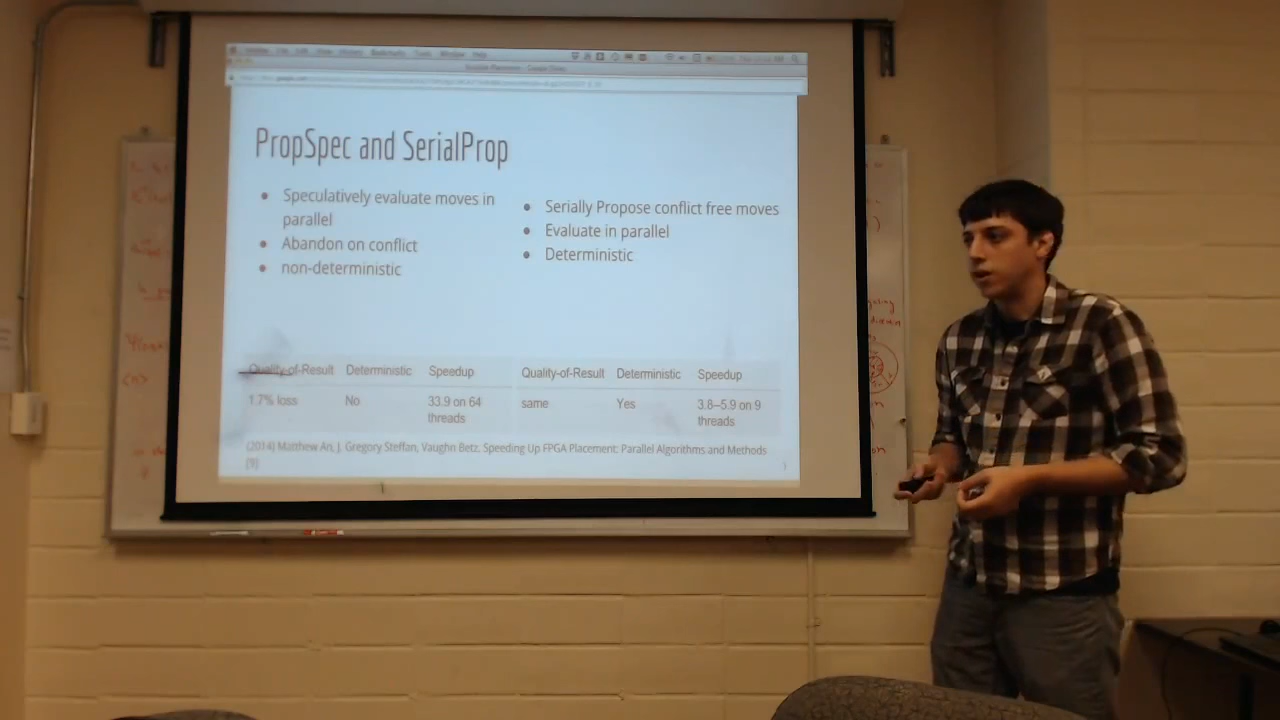 PropSpec and SerialProp
● Speculatively evaluate moves in
parallel
● Abandon on conflict
● non-deterministic
● Serially Propose conflict free moves
● Evaluate in parallel
● Deterministic
Quality-of-Result Deterministic Speedup
1.7% loss No 33.9 on 64
threads
Quality-of-Result Deterministic Speedup
same Yes 3.8–5.9 on 9
threads
(2014) Matthew An, J. Gregory Steffan, Vaughn Betz, Speeding Up FPGA Placement: Parallel Algorithms and Methods